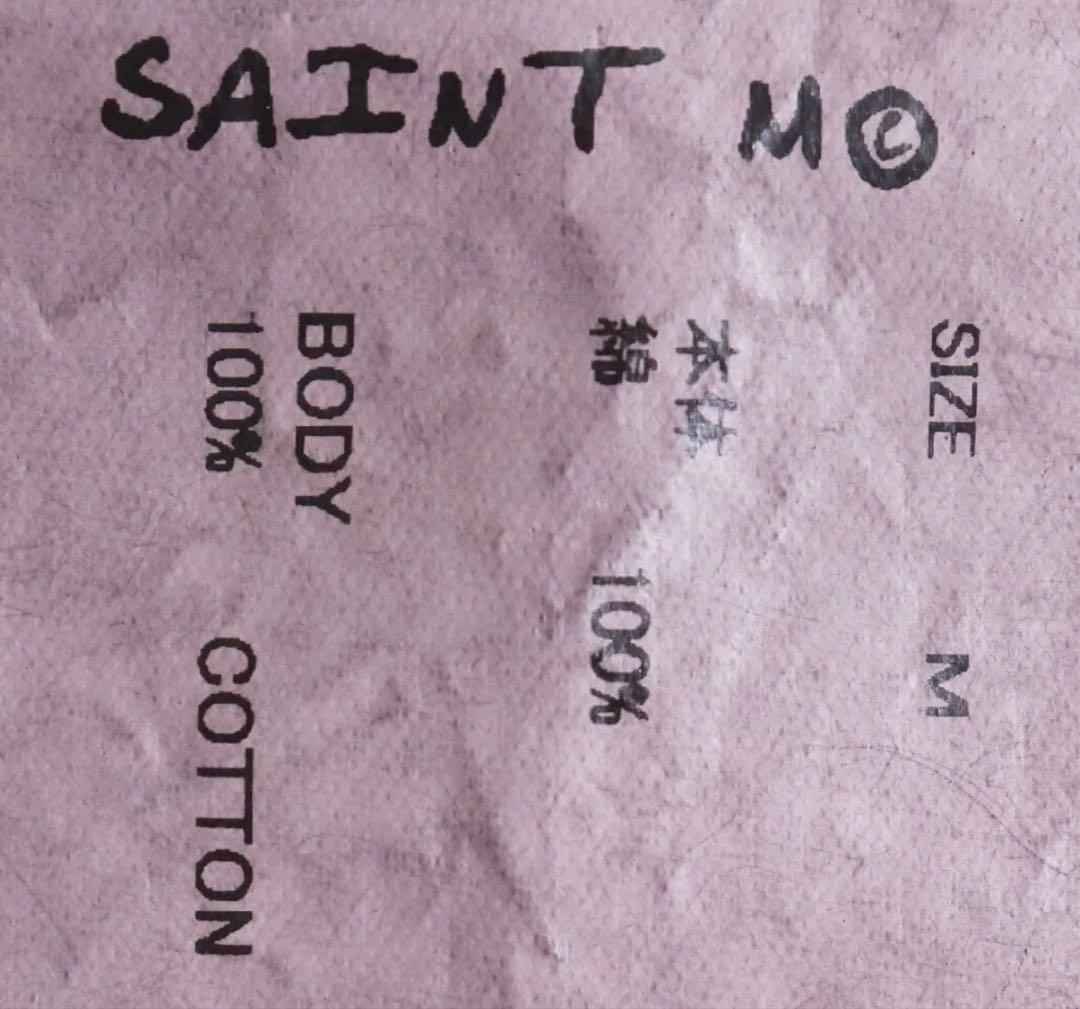 SAINT M©
SIZE M
本体
綿 100%
BODY
100% COTTON